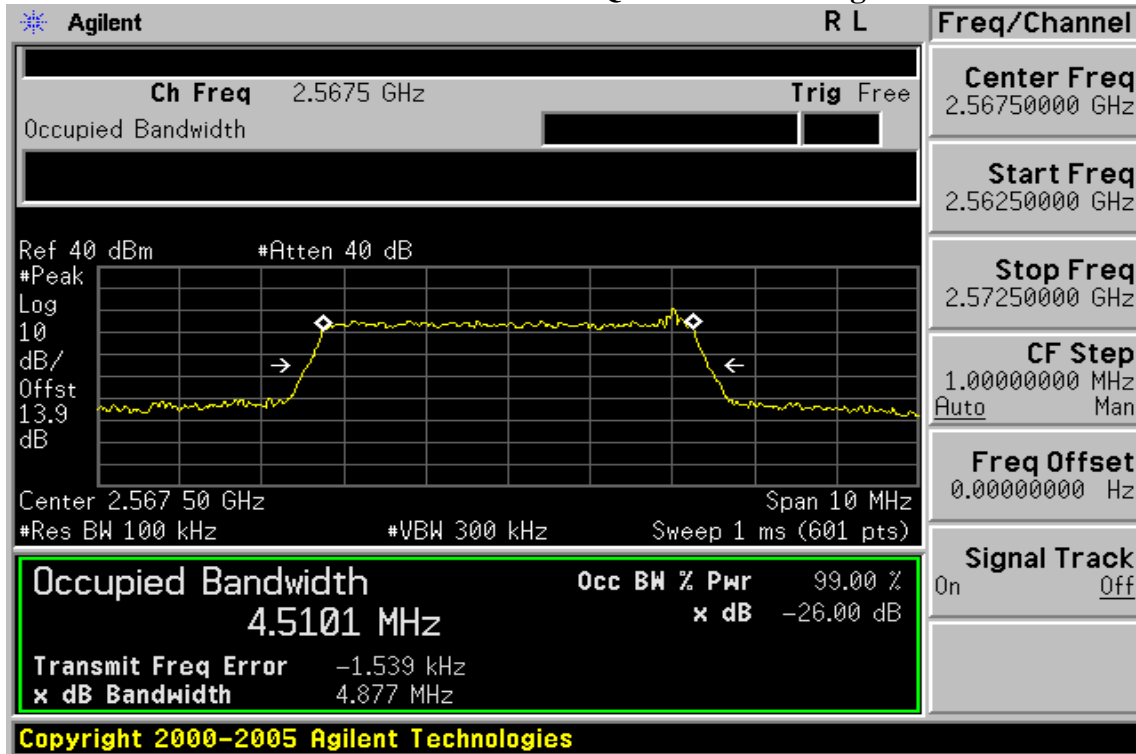 Agilent R L Freq/Channel
Ch Freq 2.5675 GHz Trig Free
Occupied Bandwidth
Center Freq
2.56750000 GHz
Start Freq
2.56250000 GHz
Stop Freq
2.57250000 GHz
CF Step
1.00000000 MHz
Auto Man
Freq Offset
0.00000000 Hz
Signal Track
On Off
Ref 40 dBm #Atten 40 dB
#Peak
Log
10
dB/
Offst
13.9
dB
Center 2.567 50 GHz Span 10 MHz
#Res BW 100 kHz #VBW 300 kHz Sweep 1 ms (601 pts)
Occupied Bandwidth Occ BW % Pwr 99.00 %
4.5101 MHz x dB -26.00 dB
Transmit Freq Error -1.539 kHz
x dB Bandwidth 4.877 MHz
Copyright 2000-2005 Agilent Technologies